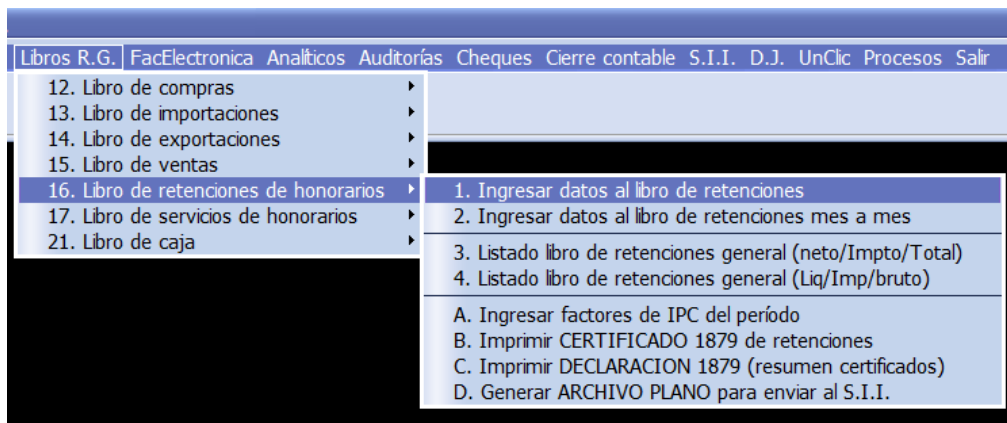 Libros R.G. FacElectronica Analíticos Auditorías Cheques Cierre contable S.I.I. D.J. UnClic Procesos Salir
12. Libro de compras
13. Libro de importaciones
14. Libro de exportaciones
15. Libro de ventas
16. Libro de retenciones de honorarios
17. Libro de servicios de honorarios
21. Libro de caja
1. Ingresar datos al libro de retenciones
2. Ingresar datos al libro de retenciones mes a mes
3. Listado libro de retenciones general (neto/Impto/Total)
4. Listado libro de retenciones general (Liq/Imp/bruto)
A. Ingresar factores de IPC del período
B. Imprimir CERTIFICADO 1879 de retenciones
C. Imprimir DECLARACION 1879 (resumen certificados)
D. Generar ARCHIVO PLANO para enviar al S.I.I.